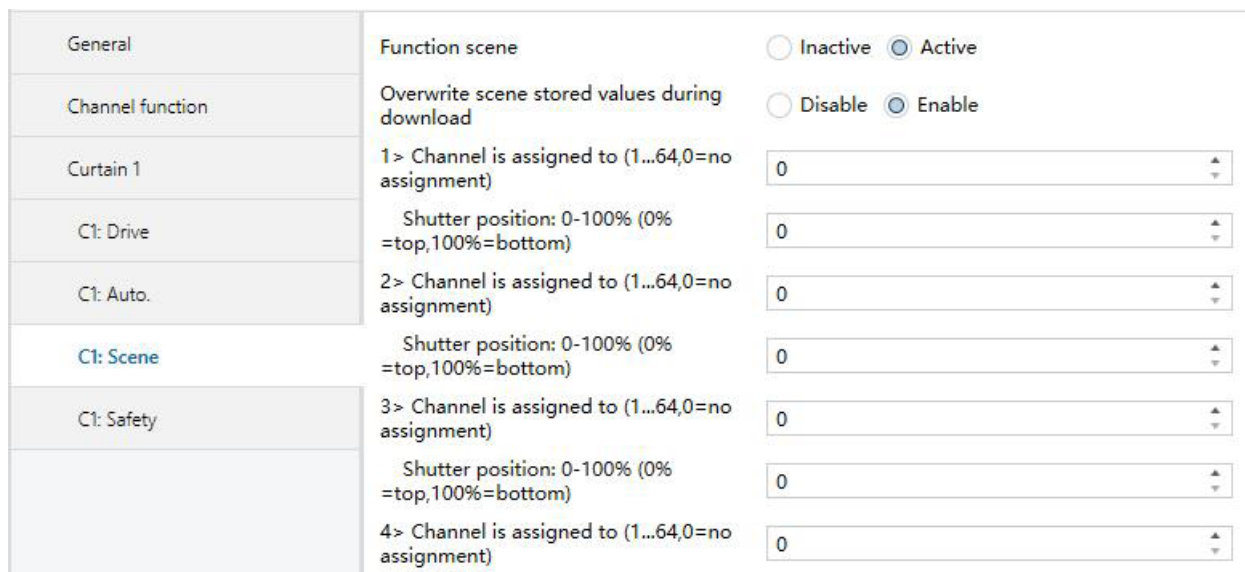 General
Channel function
Curtain 1
C1: Drive
C1: Auto.
C1: Scene
C1: Safety
Function scene
Inactive Active
Overwrite scene stored values during
download
Disable Enable
1> Channel is assigned to (1...64,0=no
assignment)
0
Shutter position: 0-100% (0%
=top,100%=bottom)
0
2> Channel is assigned to (1...64,0=no
assignment)
0
Shutter position: 0-100% (0%
=top,100%=bottom)
0
3> Channel is assigned to (1...64,0=no
assignment)
0
Shutter position: 0-100% (0%
=top,100%=bottom)
0
4> Channel is assigned to (1...64,0=no
assignment)
0